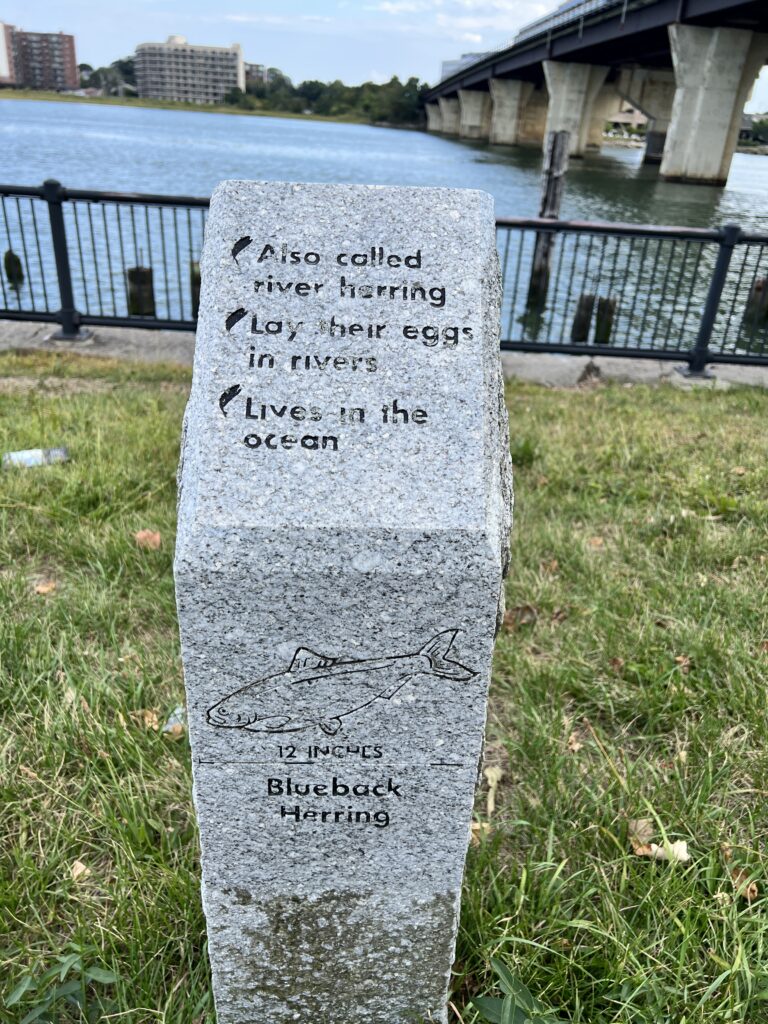 Also called
river herring
Lay their eggs
in rivers
Lives in the
ocean
12 INCHES
Blueback
Herring